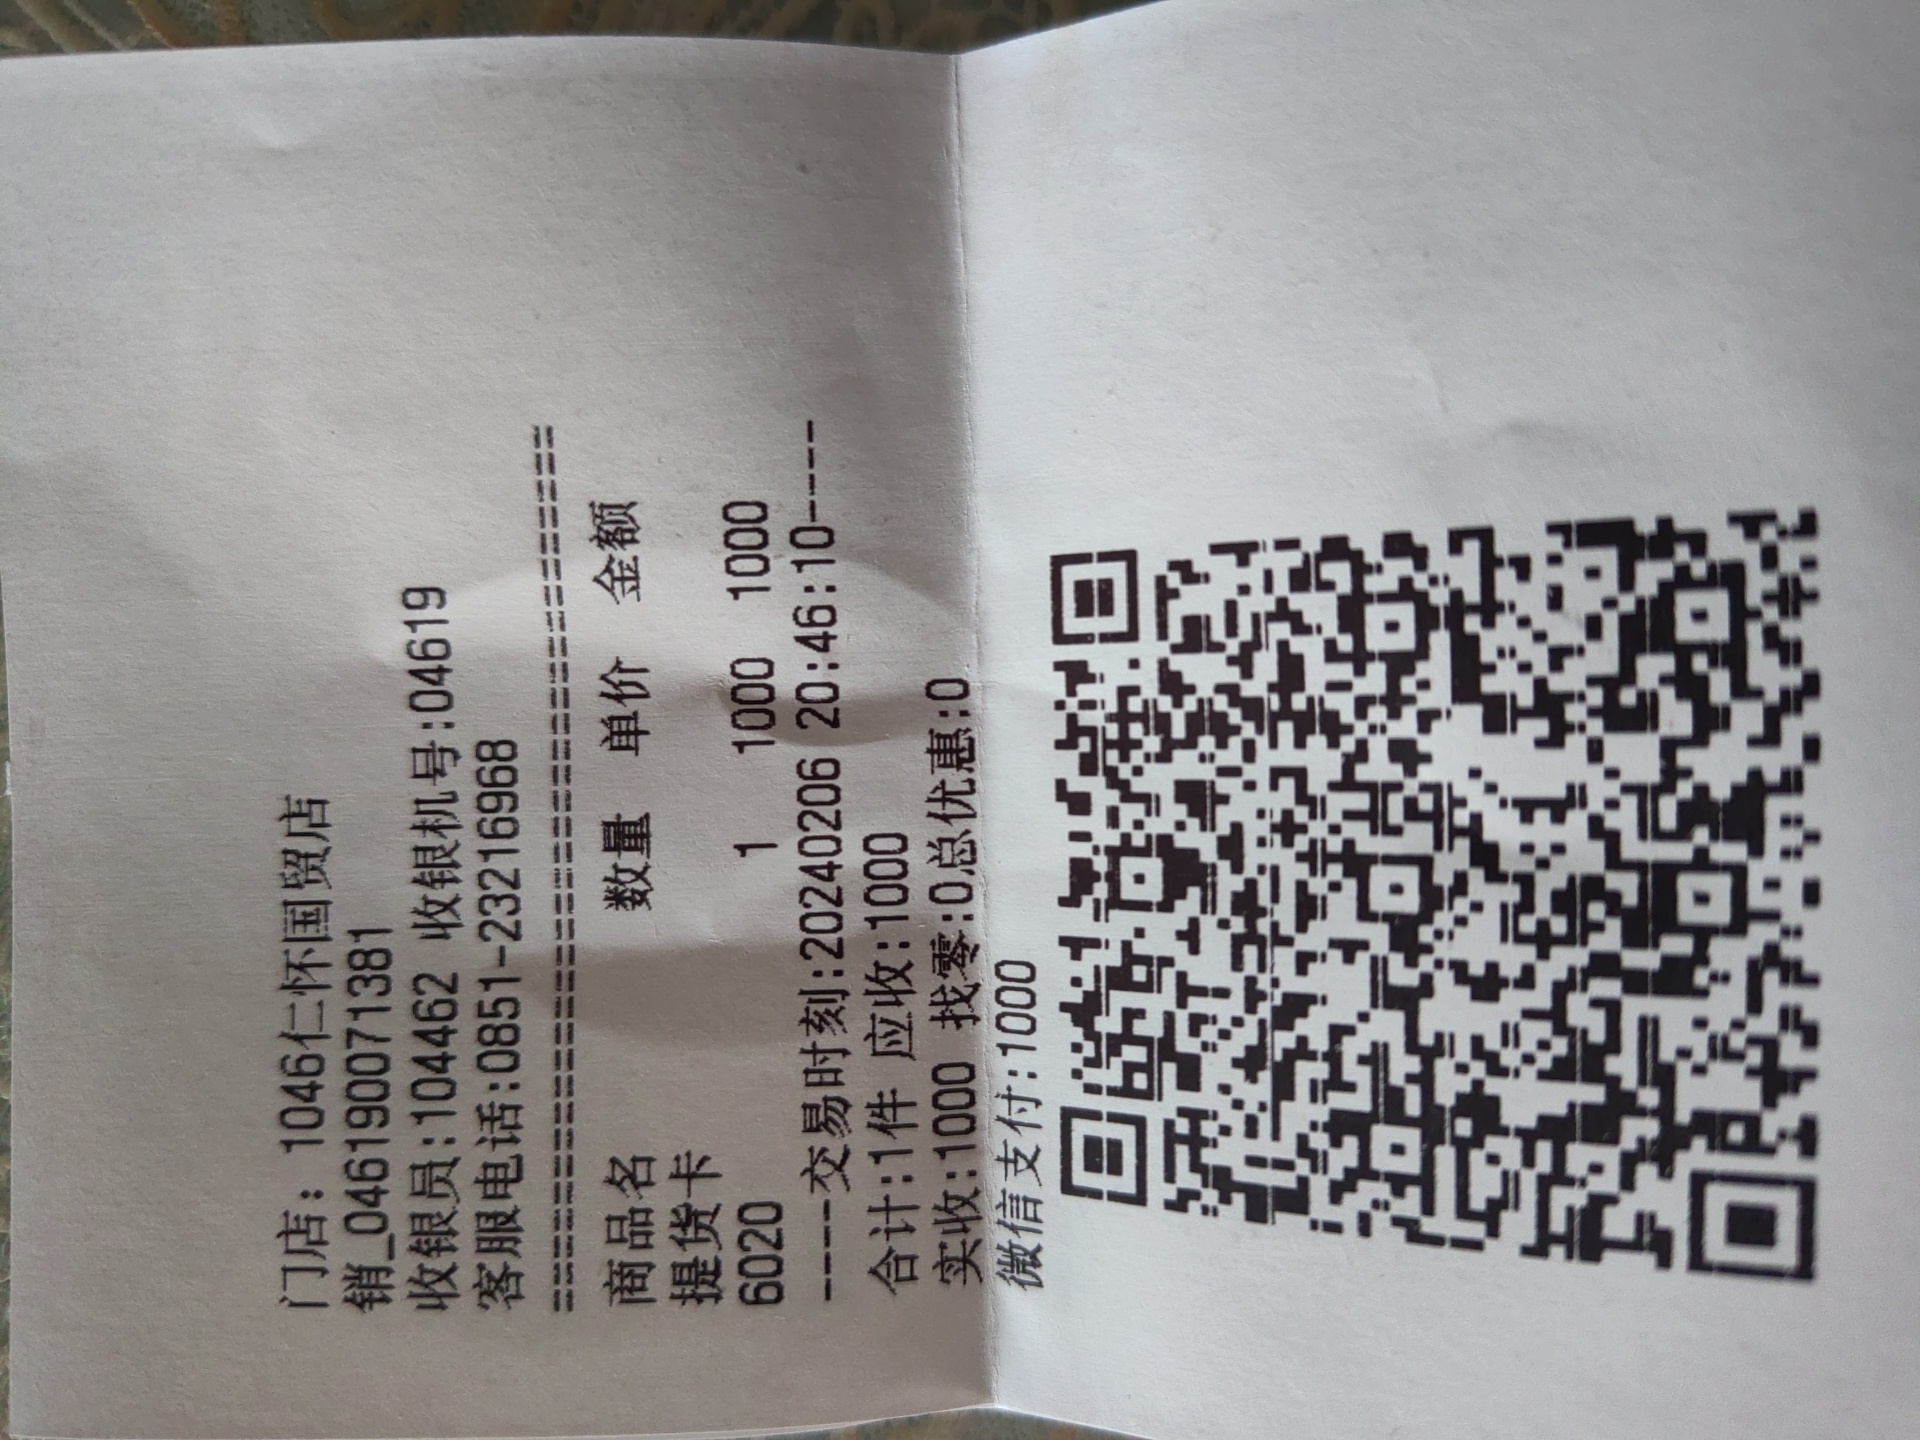 门店: 1046仁怀国贸店
销_046190071381
收银员:104462 收银机号:04619
客服电话:0851-23216968
==========================================
商品名 数量 单价 金额
提货卡
6020 1 1000 1000
----交易时刻:20240206 20:46:10-----
合计:1件 应收:1000
实收:1000 找零:0总优惠:0
微信支付:1000